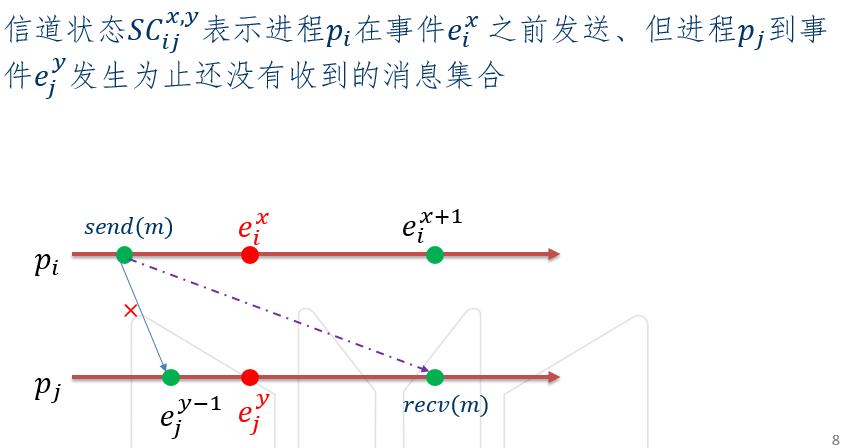 信道状态$SC_{ij}^{x,y}$表示进程$p_i$在事件$e_i^x$ 之前发送、但进程$p_j$到事
件$e_j^y$发生为止还没有收到的消息集合
send(m) $e_i^x$ $e_i^{x+1}$
$p_i$
×
$p_j$
$e_j^{y-1}$ $e_j^y$ recv(m)
8